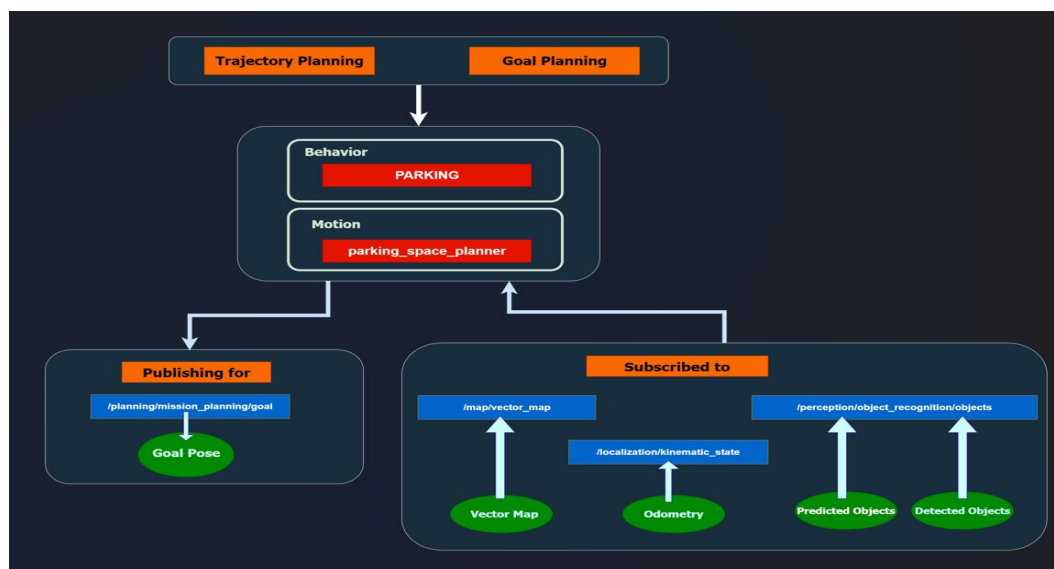 Trajectory Planning
Goal Planning
Behavior
PARKING
Motion
parking_space_planner
Publishing for
/planning/mission_planning/goal
Goal Pose
Subscribed to
/map/vector_map
/perception/object_recognition/objects
/localization/kinematic_state
Vector Map
Odometry
Predicted Objects
Detected Objects